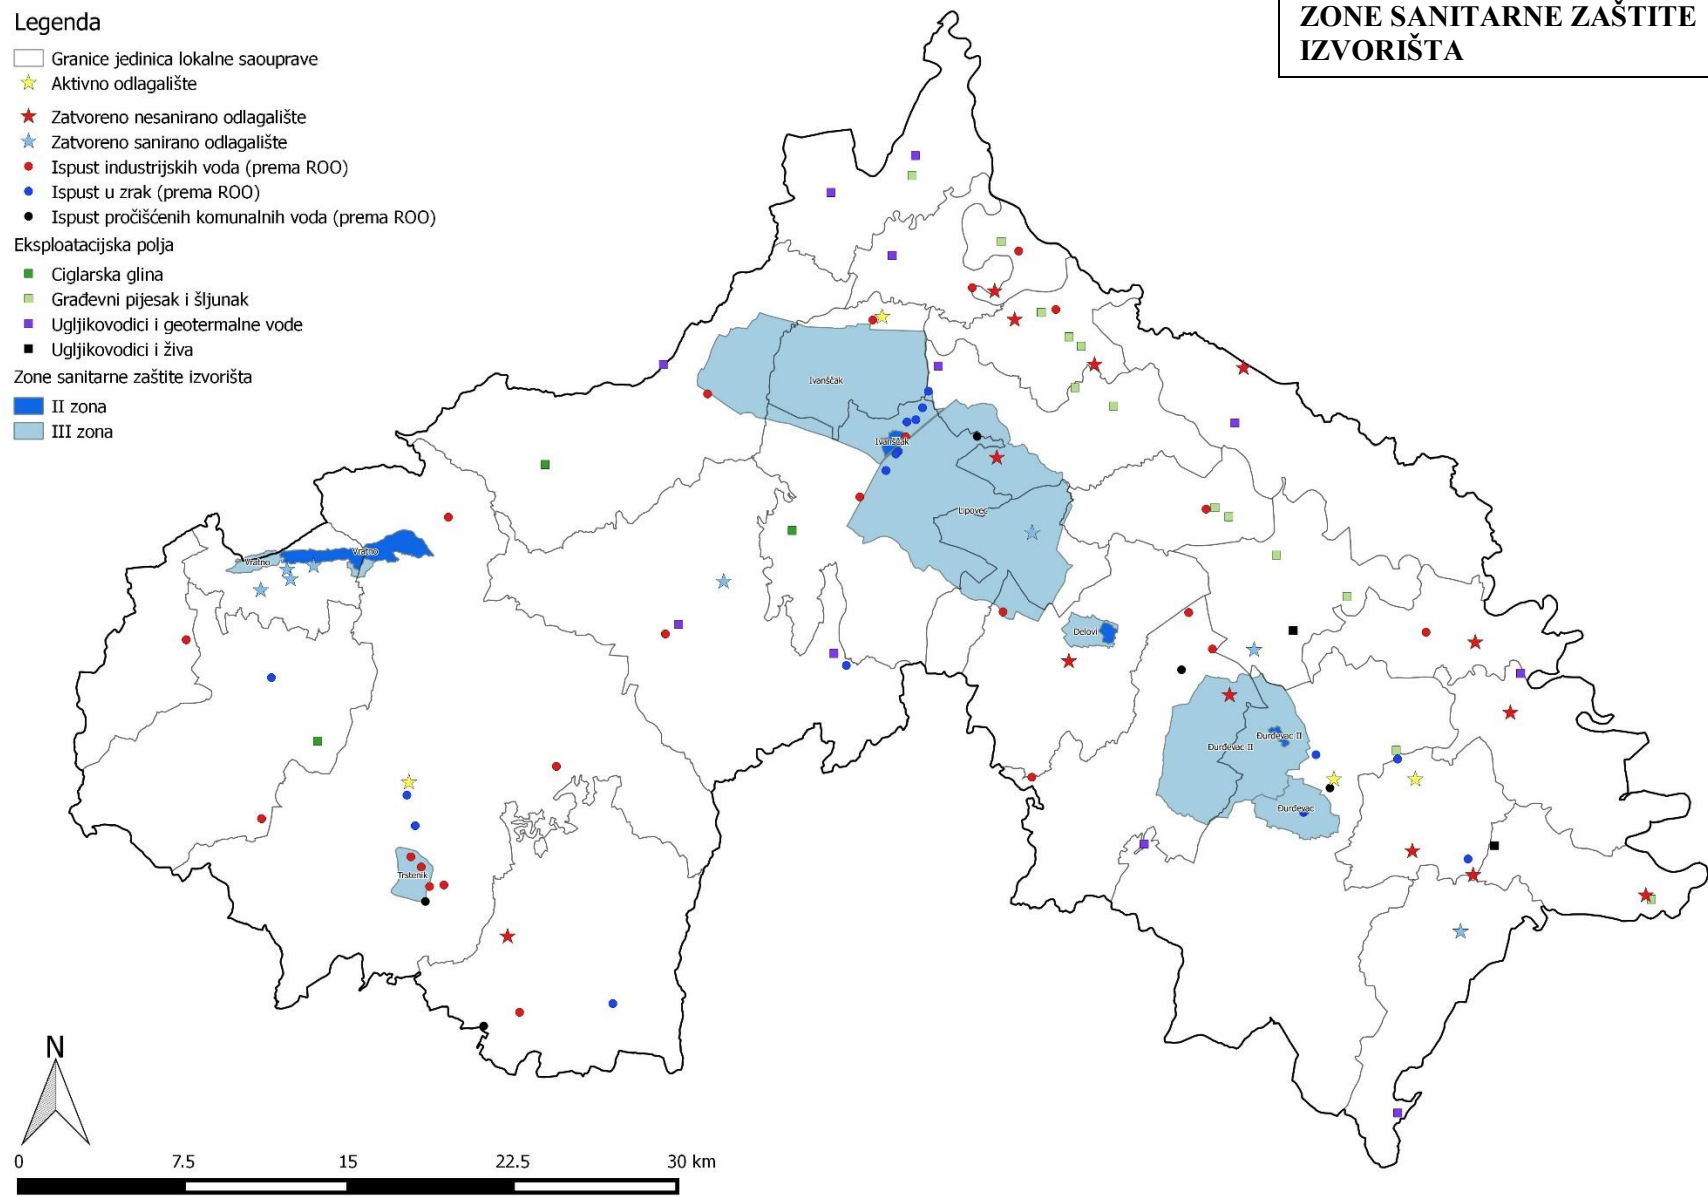 ZONE SANITARNE ZAŠTITE
IZVORIŠTA
Legenda
Granice jedinica lokalne saouprave
Aktivno odlagalište
Zatvoreno nesanirano odlagalište
Zatvoreno sanirano odlagalište
Ispust industrijskih voda (prema ROO)
Ispust u zrak (prema ROO)
Ispust pročišćenih komunalnih voda (prema ROO)
Eksploatacijska polja
Ciglarska glina
Građevni pijesak i šljunak
Ugljikovodici i geotermalne vode
Ugljikovodici i živa
Zone sanitarne zaštite izvorišta
II zona
III zona
Ivanščak
Ivanščak
Lipovec
Vratno
Vratno
Delovi
Đurđevac II
Đurđevac II
Đurđevac
Trstenik
N
0 7.5 15 22.5 30 km